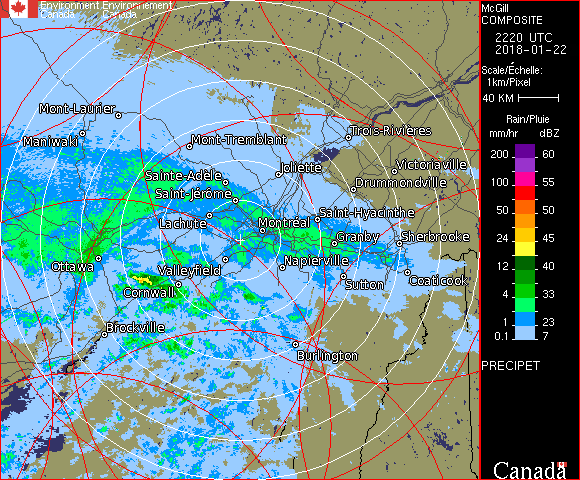 Environment Environnement
Canada Canada
Mont-Laurier
Maniwaki
Mont-Tremblant
Trois-Rivières
Joliette
Victoriaville
Sainte-Adèle
Drummondville
Saint-Jérôme
Lachute
Montréal
Saint-Hyacinthe
Granby
Sherbrooke
Ottawa
Valleyfield
Napierville
Sutton
Coaticook
Cornwall
Brockville
Burlington
McGill
COMPOSITE
2220 UTC
2018-01-22
Scale/Échelle:
1km/Pixel
40 KM
Rain/Pluie
mm/hr dBZ
200 60
100 55
50 50
24 45
12 40
4 33
1 23
0.1 7
PRECIPET
Canada